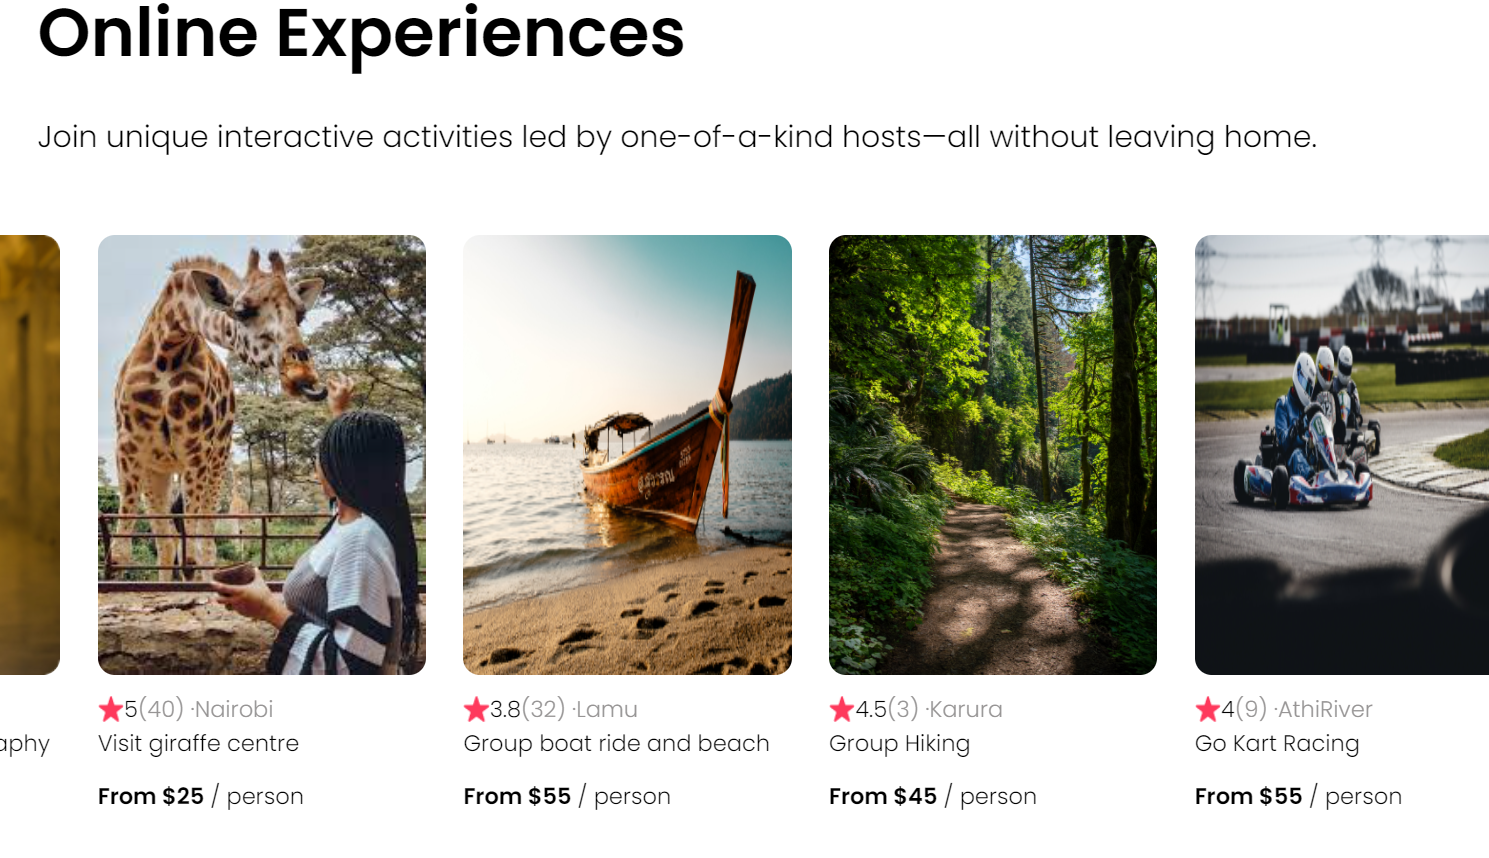 Online Experiences
Join unique interactive activities led by one-of-a-kind hosts—all without leaving home.
5(40) ·Nairobi
3.8(32) ·Lamu
4.5(3) ·Karura
4(9) ·AthiRiver
aphy
Visit giraffe centre
Group boat ride and beach
Group Hiking
Go Kart Racing
From $25 / person
From $55 / person
From $45 / person
From $55 / person